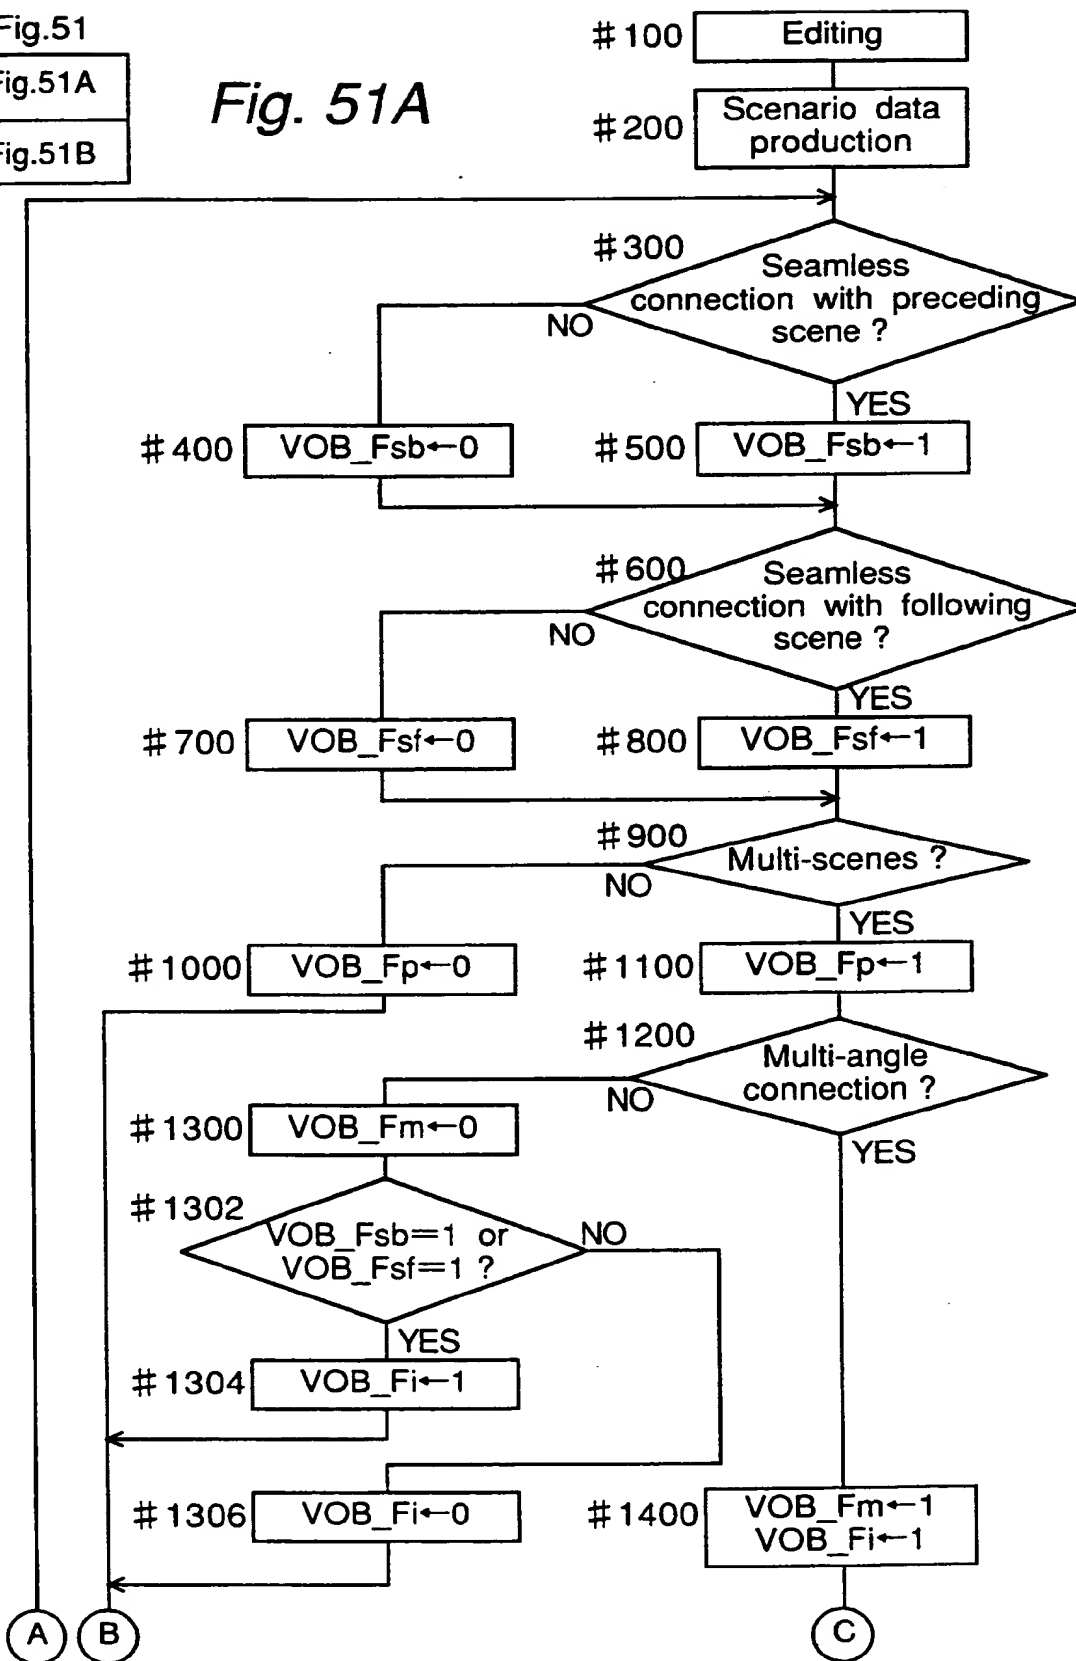 Fig.51
Fig.51A
Fig.51B
Fig. 51A
#100 Editing
#200 Scenario data
production
#300
Seamless
connection with preceding
scene ?
NO
YES
#400 VOB_Fsb←0
#500 VOB_Fsb←1
#600
Seamless
connection with following
scene ?
NO
YES
#700 VOB_Fsf←0
#800 VOB_Fsf←1
#900
Multi-scenes ?
NO
YES
#1000 VOB_Fp←0
#1100 VOB_Fp←1
#1200
Multi-angle
connection ?
NO
YES
#1300 VOB_Fm←0
#1302
VOB_Fsb=1 or
VOB_Fsf=1 ?
NO
YES
#1304 VOB_Fi←1
#1306 VOB_Fi←0
#1400 VOB_Fm←1
VOB_Fi←1
A
B
C